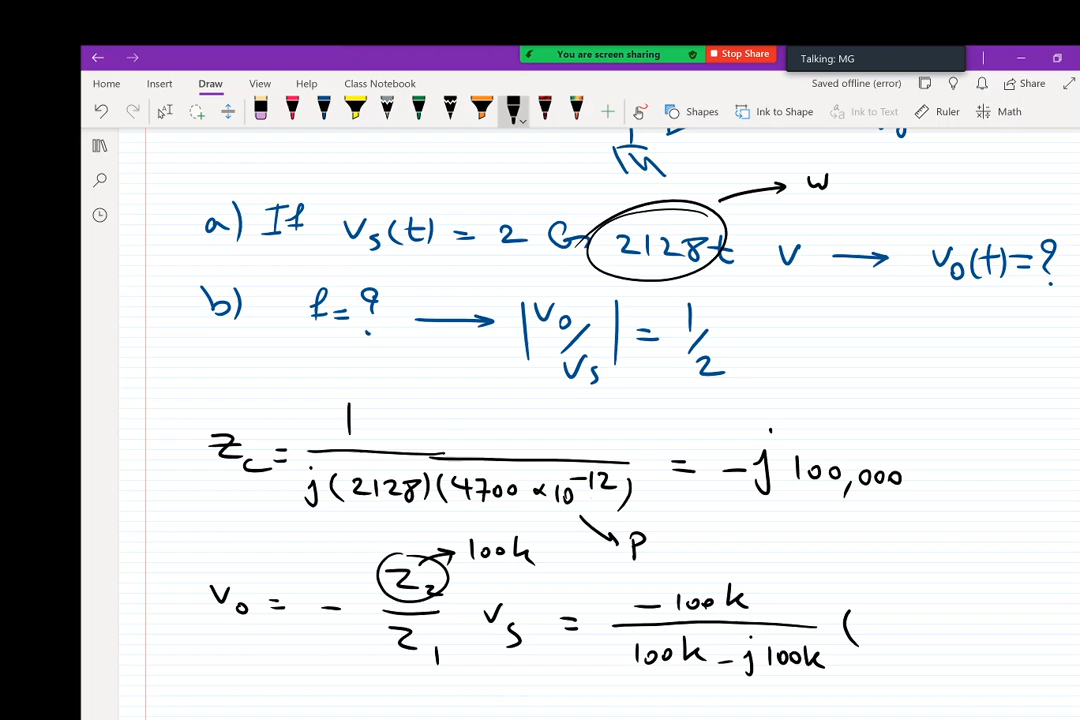 You are screen sharing
Stop Share
Talking: MG
Home Insert Draw View Help Class Notebook
Saved offline (error)
Share
Shapes Ink to Shape Ink to Text Ruler Math
ω
a) If Vs(t) = 2 Cos 2128t V → Vo(t)=?
b) f=? → |Vo/Vs| = 1/2
Zc = 1/(j(2128)(4700 × 10^-12)) = -j 100,000
p
100k
Vo = - Z2/Z1 Vs = -100k/(100k - j100k) (